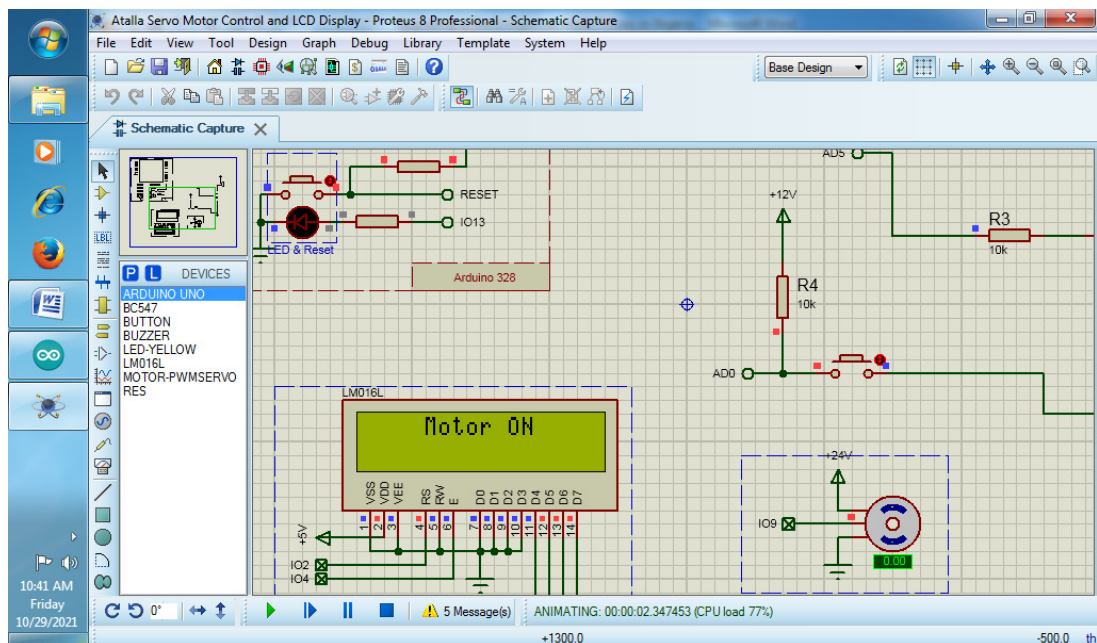 Atalla Servo Motor Control and LCD Display - Proteus 8 Professional - Schematic Capture
File Edit View Tool Design Graph Debug Library Template System Help
Base Design
Schematic Capture
P L DEVICES
ARDUINO UNO
BC547
BUTTON
BUZZER
LED-YELLOW
LM016L
MOTOR-PWMSERVO
RES
LBL
RESET
IO13
LED & Reset
Arduino 328
AD5
+12V
R3
10k
R4
10k
AD0
LM016L
Motor ON
VSS VDD VEE RS RW E D0 D1 D2 D3 D4 D5 D6 D7
1 2 3 4 5 6 7 8 9 10 11 12 13 14
+5V
IO2
IO4
+24V
IO9
0.00
10:41 AM
Friday
10/29/2021
0°
5 Message(s)
ANIMATING: 00:00:02.347453 (CPU load 77%)
+1300.0 -500.0 th